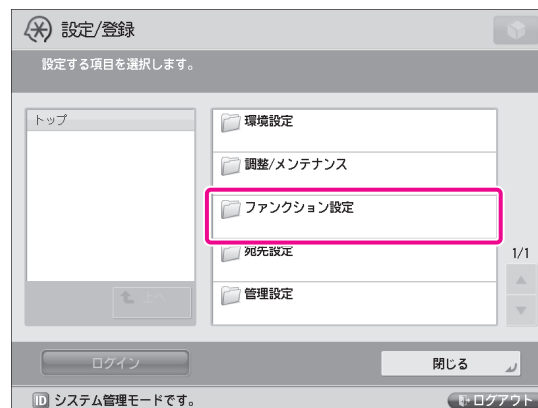 設定/登録
設定する項目を選択します。
トップ
環境設定
調整/メンテナンス
ファンクション設定
宛先設定
1/1
管理設定
上へ
ログイン
閉じる
ID システム管理モードです。
ログアウト